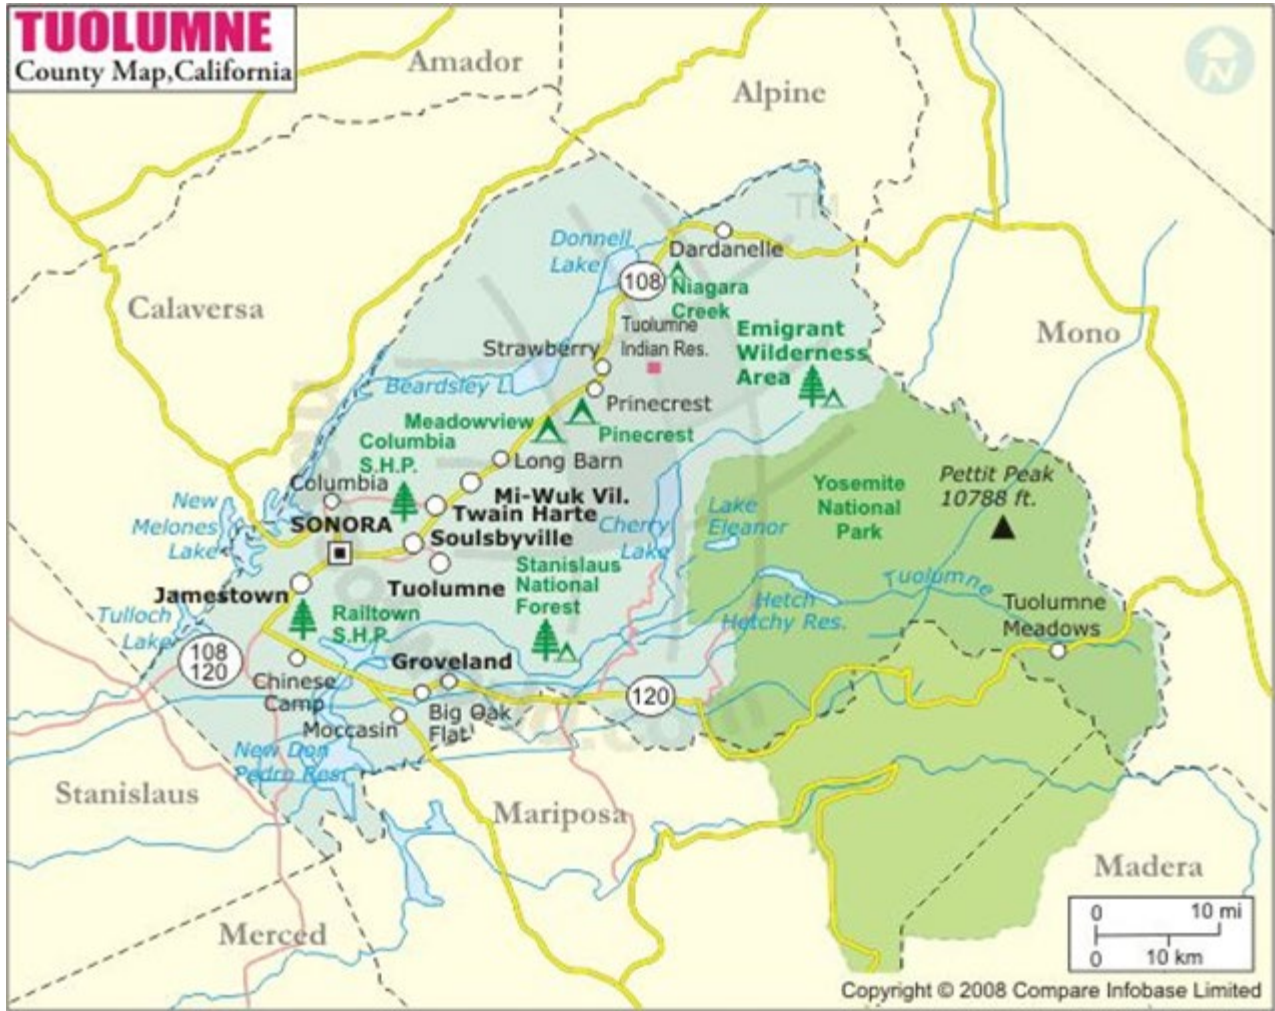 TUOLUMNE
County Map,California
Amador
Alpine
N
TM
Donnell
Lake
Dardanelle
108
Niagara
Creek
Calaversa
Tuolumne
Indian Res.
Emigrant
Wilderness
Area
Mono
Strawberry
Beardsley L.
Prinecrest
Meadowview
Pinecrest
Columbia
S.H.P.
Long Barn
Columbia
Mi-Wuk Vil.
Yosemite
National
Park
Pettit Peak
10788 ft.
New
Melones
Lake
SONORA
Twain Harte
Cherry
Lake
Lake
Eleanor
Soulsbyville
Stanislaus
National
Forest
Tuolumne
Jamestown
Tuolumne
Hetch
Hetchy Res.
Tulloch
Lake
Railtown
S.H.P.
Tuolumne
Meadows
108
120
Groveland
Chinese
Camp
120
Big Oak
Flat
Moccasin
New Don
Pedro Res.
Stanislaus
Mariposa
Madera
Merced
0 10 mi
0 10 km
Copyright © 2008 Compare Infobase Limited